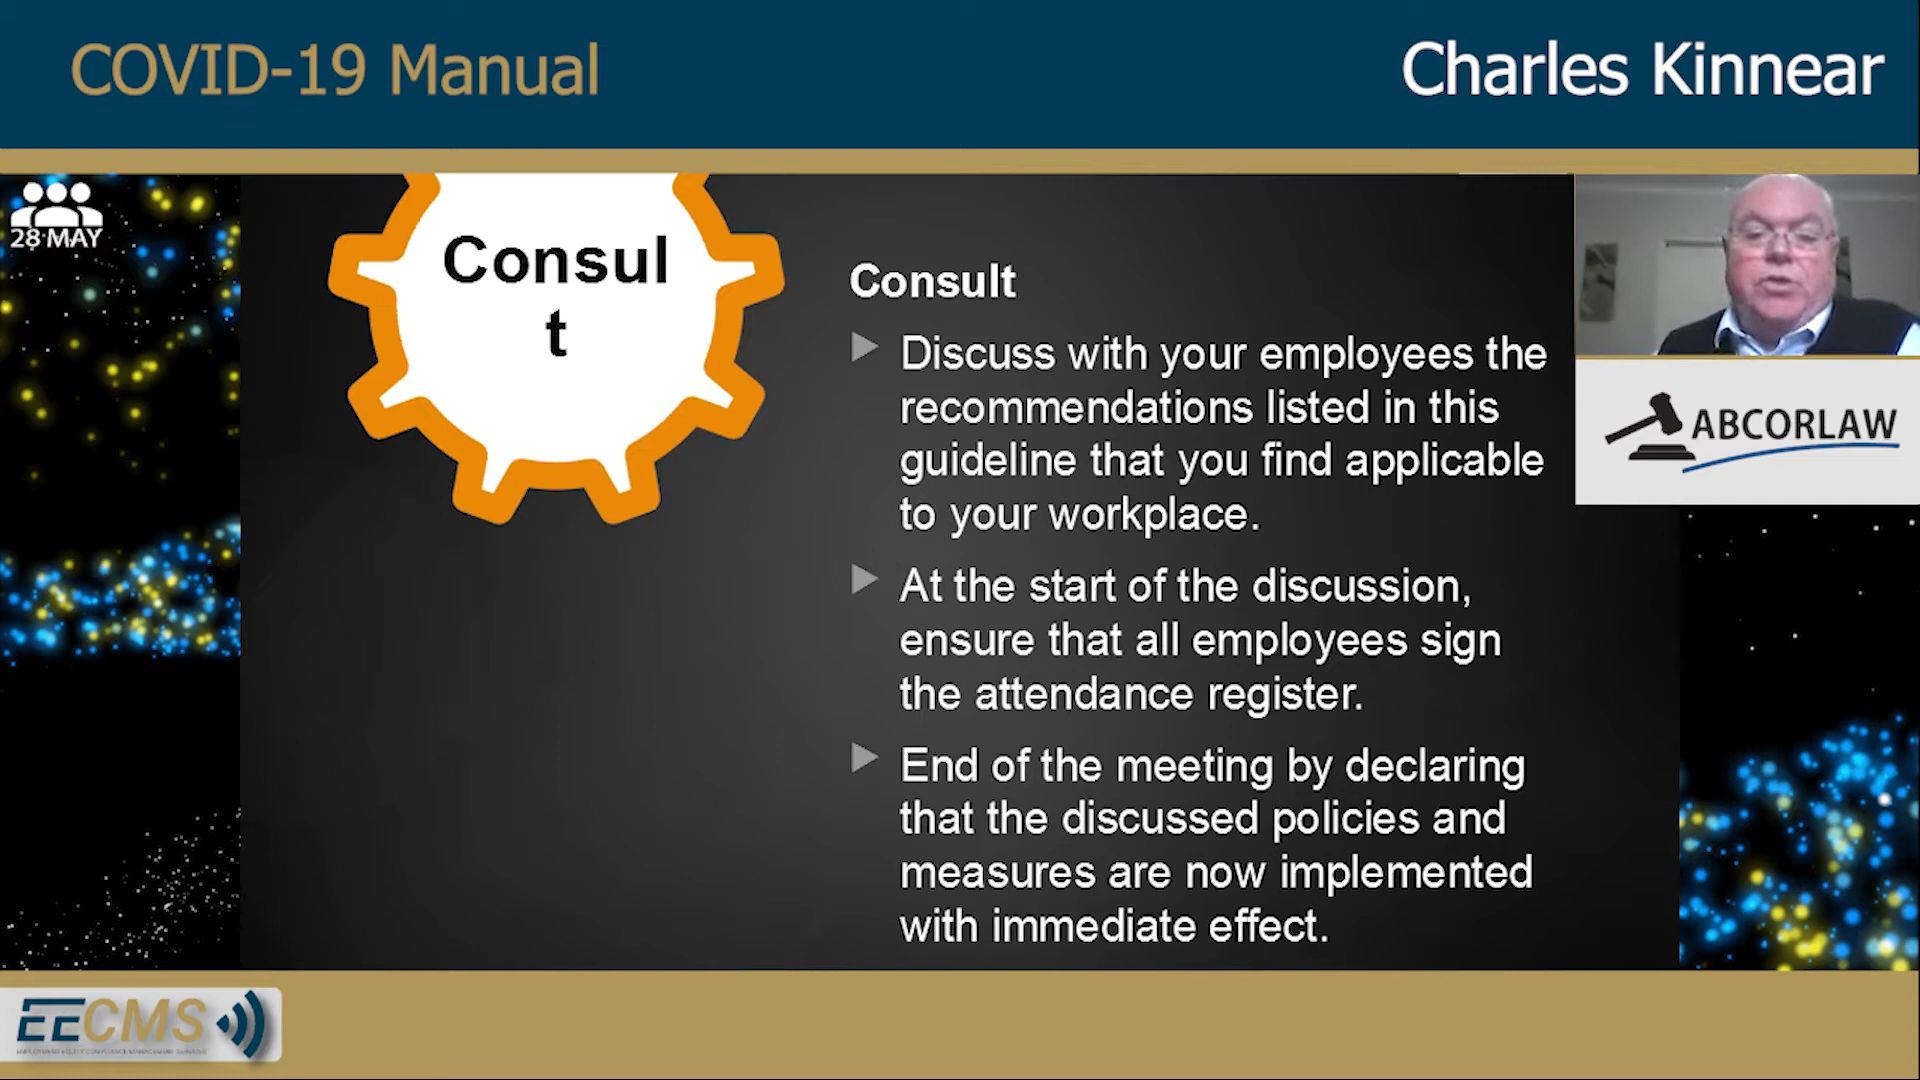 COVID-19 Manual
Charles Kinnear
28 MAY
Consul
t
Consult
Discuss with your employees the
recommendations listed in this
guideline that you find applicable
to your workplace.
At the start of the discussion,
ensure that all employees sign
the attendance register.
End of the meeting by declaring
that the discussed policies and
measures are now implemented
with immediate effect.
ABCORLAW
EECMS